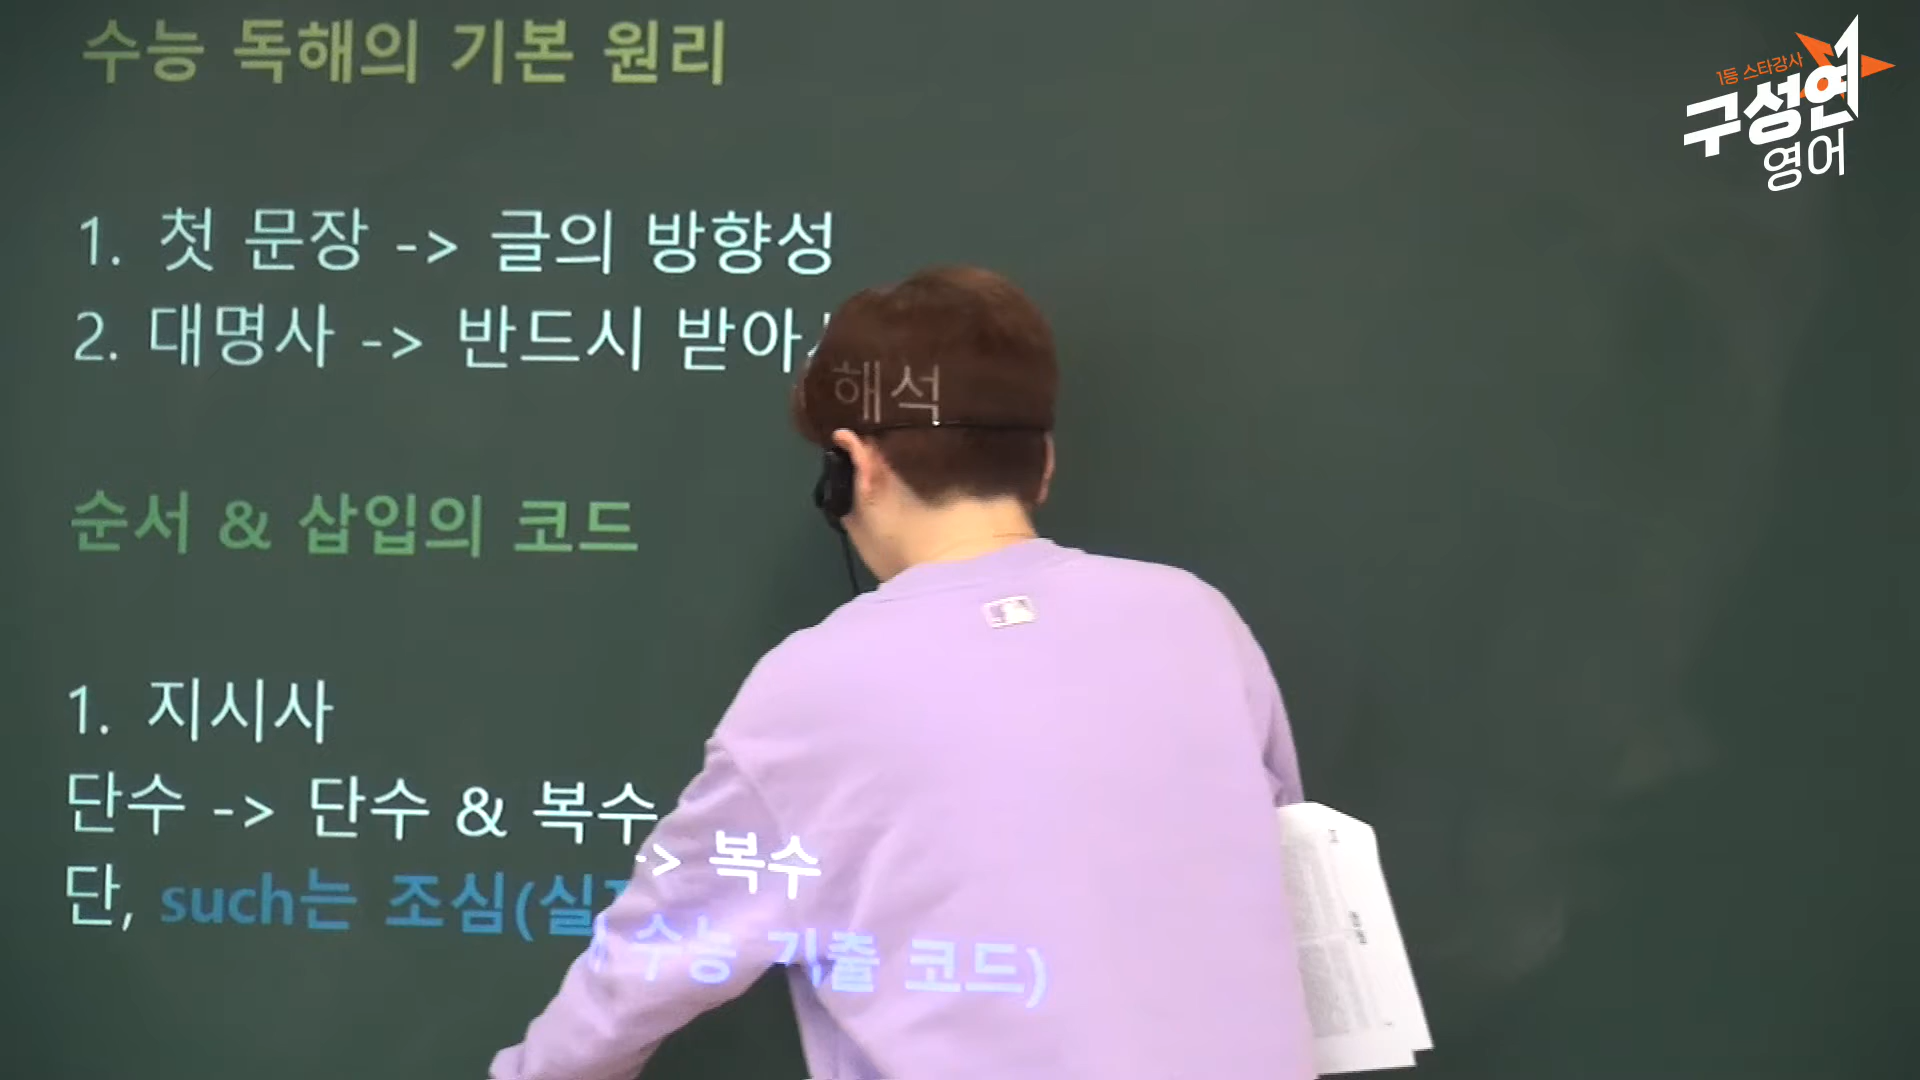 수능 독해의 기본 원리
1. 첫 문장 -> 글의 방향성
2. 대명사 -> 반드시 받아 해석
순서 & 삽입의 코드
1. 지시사
단수 -> 단수 & 복수 -> 복수
단, such는 조심(실 수능 기출 코드)
1등 스타강사
구성연
영어